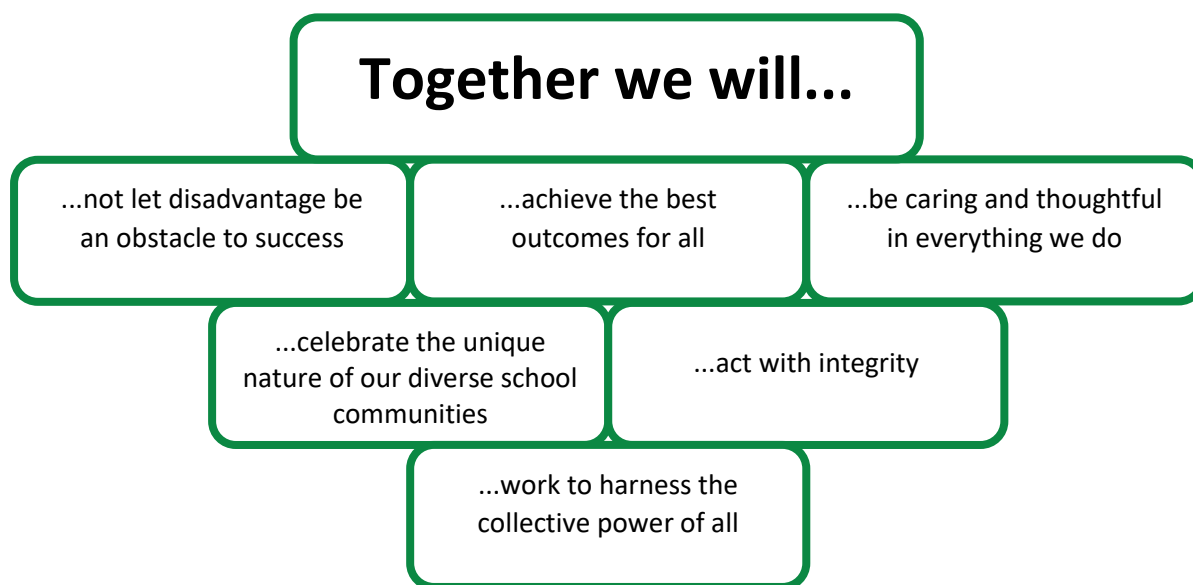 Together we will...
...not let disadvantage be
an obstacle to success
...achieve the best
outcomes for all
...be caring and thoughtful
in everything we do
...celebrate the unique
nature of our diverse school
communities
...act with integrity
...work to harness the
collective power of all